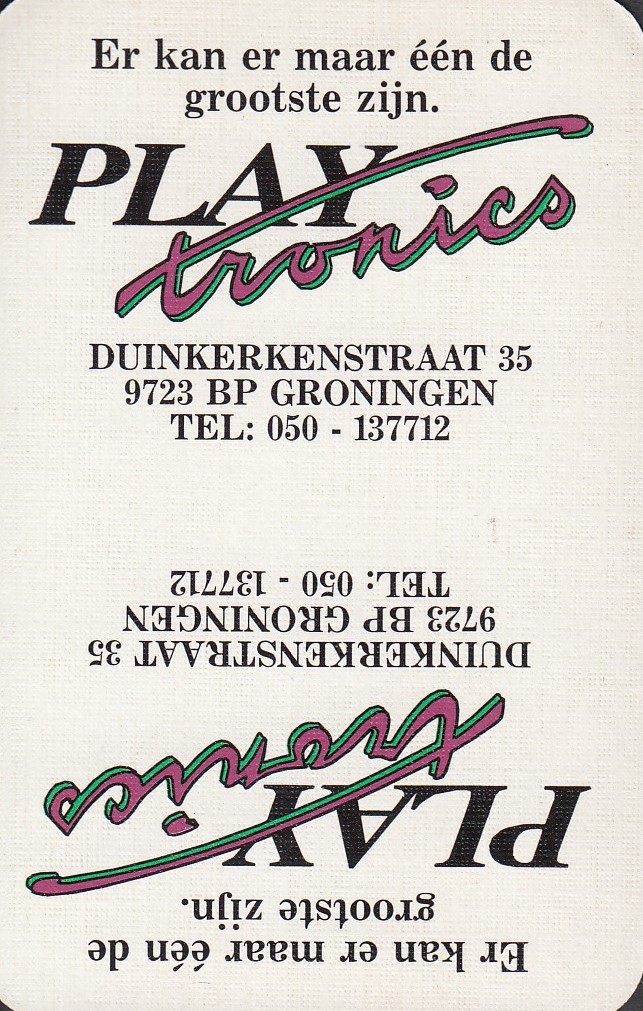 Er kan er maar één de
grootste zijn.
PLAY
tronics
DUINKERKENSTRAAT 35
9723 BP GRONINGEN
TEL: 050 - 137712
TEL: 050 - 137712
9723 BP GRONINGEN
DUINKERKENSTRAAT 35
tronics
PLAY
grootste zijn.
Er kan er maar één de